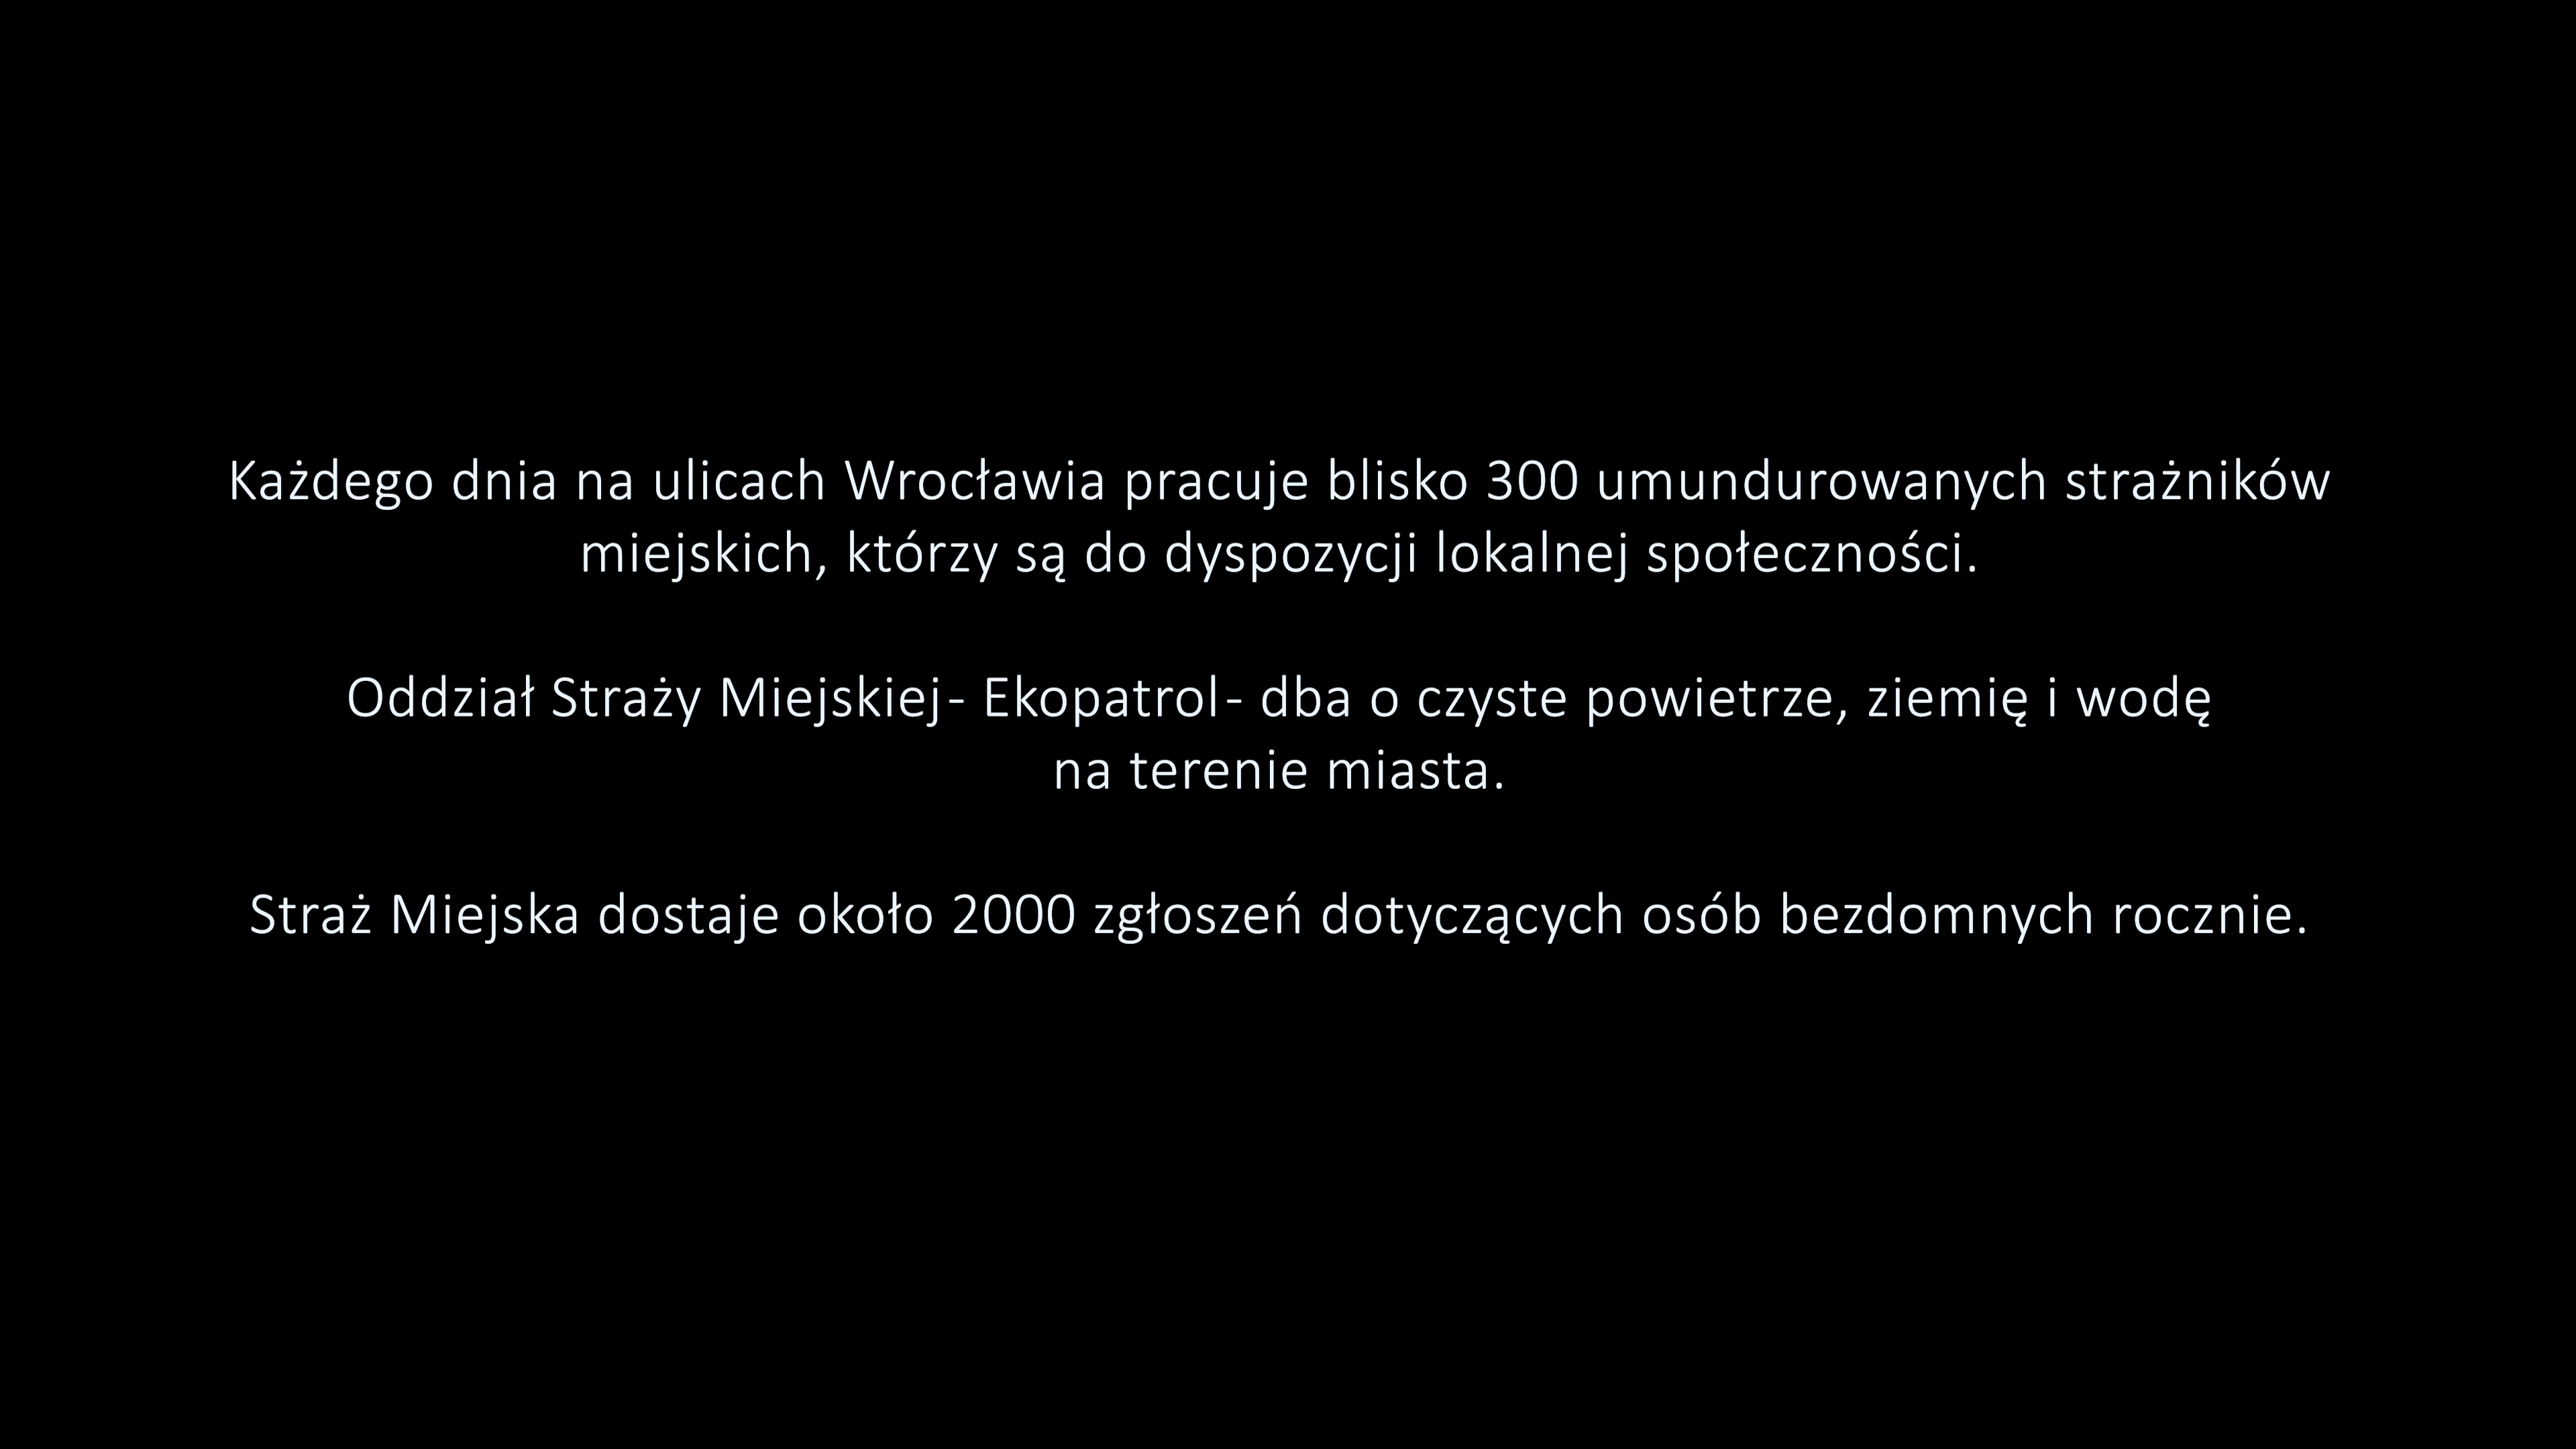 Każdego dnia na ulicach Wrocławia pracuje blisko 300 umundurowanych strażników
miejskich, którzy są do dyspozycji lokalnej społeczności.
Oddział Straży Miejskiej- Ekopatrol- dba o czyste powietrze, ziemię i wodę
na terenie miasta.
Straż Miejska dostaje około 2000 zgłoszeń dotyczących osób bezdomnych rocznie.